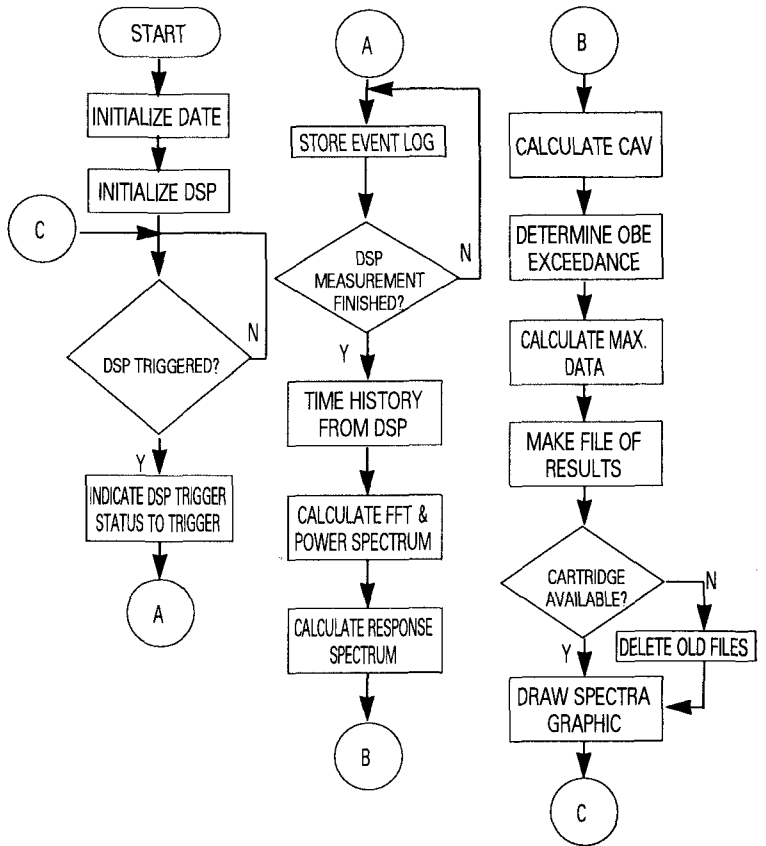 START
INITIALIZE DATE
INITIALIZE DSP
C
N
DSP TRIGGERED?
Y
INDICATE DSP TRIGGER
STATUS TO TRIGGER
A
A
STORE EVENT LOG
N
DSP
MEASUREMENT
FINISHED?
Y
TIME HISTORY
FROM DSP
CALCULATE FFT &
POWER SPECTRUM
CALCULATE RESPONSE
SPECTRUM
B
B
CALCULATE CAV
DETERMINE OBE
EXCEEDANCE
CALCULATE MAX.
DATA
MAKE FILE OF
RESULTS
CARTRIDGE
AVAILABLE?
N
DELETE OLD FILES
Y
DRAW SPECTRA
GRAPHIC
C